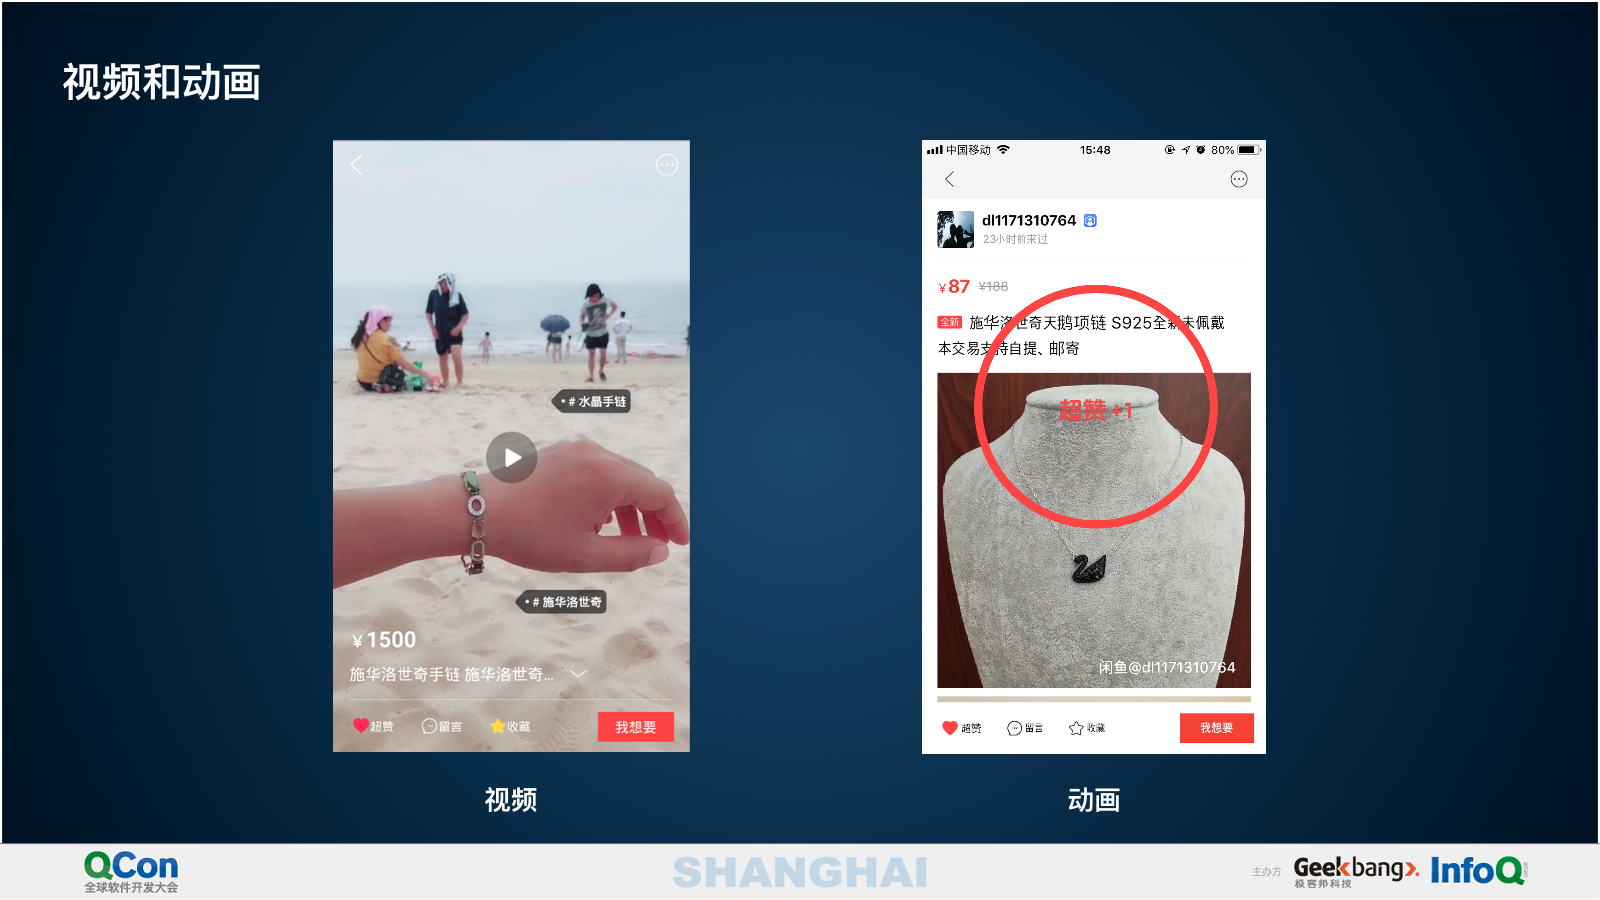 视频和动画
# 水晶手链
# 施华洛世奇
¥ 1500
施华洛世奇手链 施华洛世奇...
超赞
留言
收藏
我想要
视频
中国移动
15:48
80%
dl1171310764
23小时前来过
¥87 ¥188
全新 施华洛世奇天鹅项链 S925全新未佩戴
本交易支持自提、邮寄
超赞 +1
闲鱼@dl1171310764
超赞
留言
收藏
我想要
动画
QCon
全球软件开发大会
SHANGHAI
主办方
Geekbang>.
极客邦科技
InfoQ